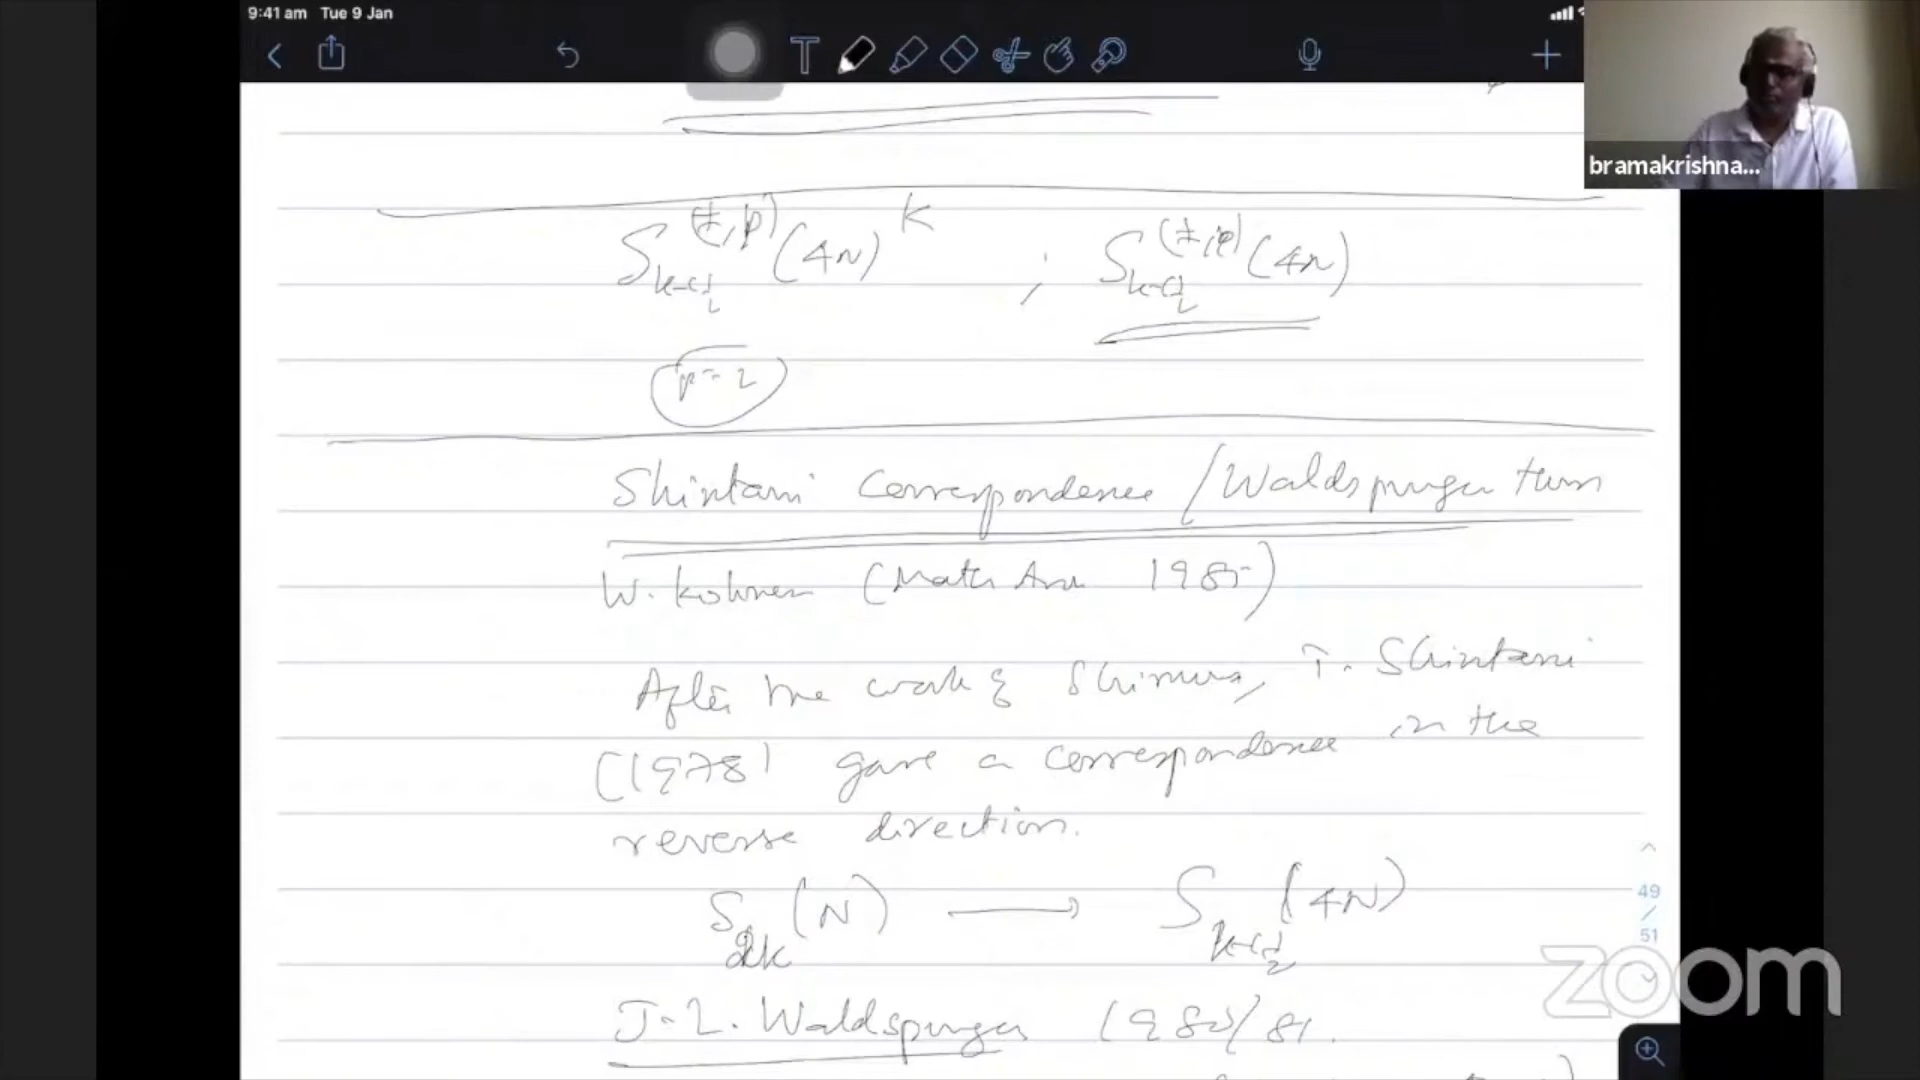 9:41 am Tue 9 Jan
bramakrishna...
S_{k+1/2}^{(±,p)}(4N) K ; S_{k+1/2}^{(±,p)}(4N)
p=2
Shintani Correspondence / Waldspurger thm
W. Kohnen (Math Ann 1985)
After the work of Shimura, T. Shintani
(1978) gave a correspondence in the
reverse direction.
S_{2k}(N) ⟶ S_{k+1/2}(4N)
J-L. Waldspurger (1980/81.
49
/
51
zoom